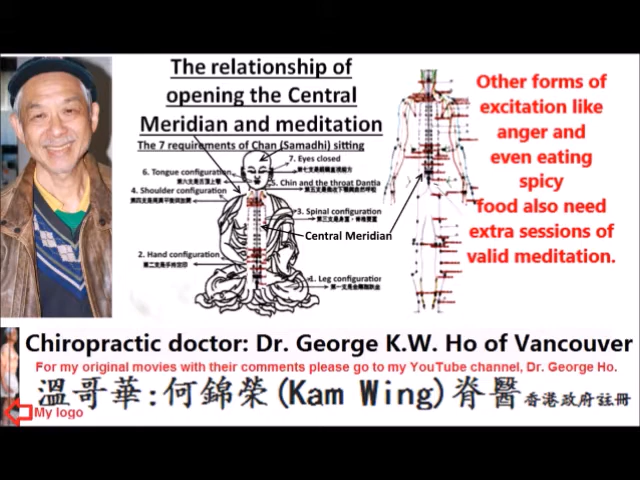 The relationship of
opening the Central
Meridian and meditation
The 7 requirements of Chan (Samadhi) sitting
7. Eyes closed
6. Tongue configuration
5. Chin and the throat Dantia
4. Shoulder configuration
3. Spinal configuration
Central Meridian
2. Hand configuration
1. Leg configuration
Other forms of
excitation like
anger and
even eating
spicy
food also need
extra sessions of
valid meditation.
Chiropractic doctor: Dr. George K.W. Ho of Vancouver
For my original movies with their comments please go to my YouTube channel, Dr. George Ho.
溫哥華:何錦榮(Kam Wing)脊醫香港政府註冊
My logo